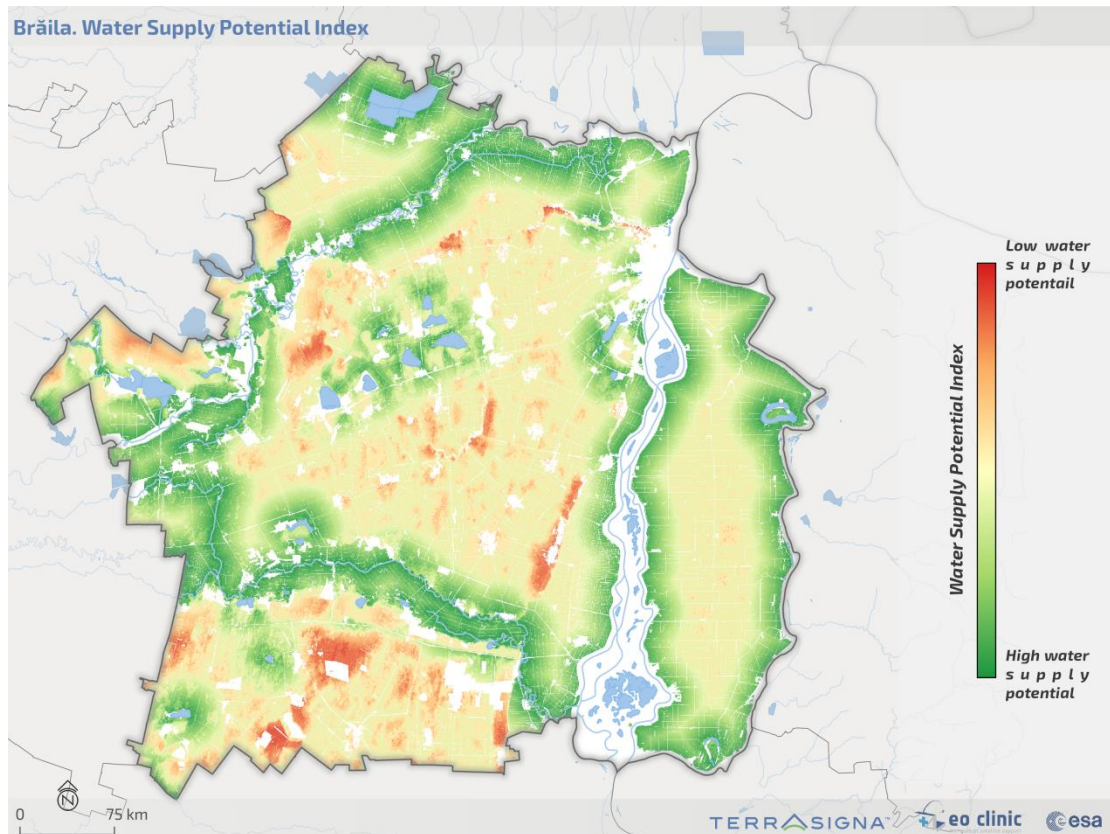 Brăila. Water Supply Potential Index
Low water
supply
potentail
Water Supply Potential Index
High water
supply
potential
N
0 75 km
TERRASIGNA™ eo clinic esa